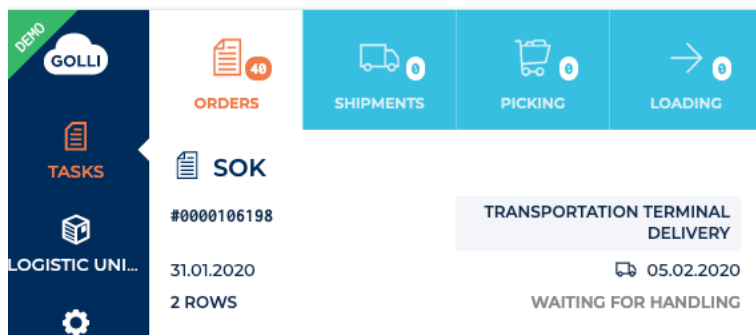 DEMO
GOLLI
40
0
0
0
ORDERS
SHIPMENTS
PICKING
LOADING
TASKS
SOK
#0000106198
TRANSPORTATION TERMINAL
DELIVERY
LOGISTIC UNI...
31.01.2020
05.02.2020
2 ROWS
WAITING FOR HANDLING